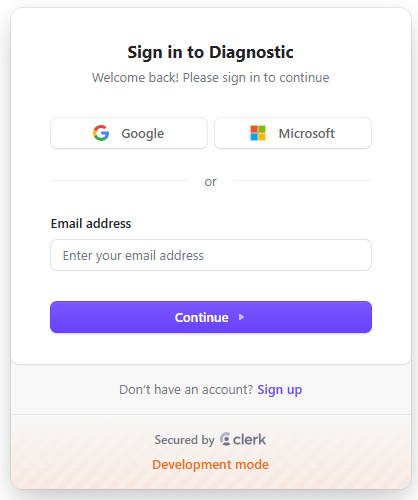 Sign in to Diagnostic
Welcome back! Please sign in to continue
Google
Microsoft
or
Email address
Enter your email address
Continue
Don't have an account? Sign up
Secured by clerk
Development mode